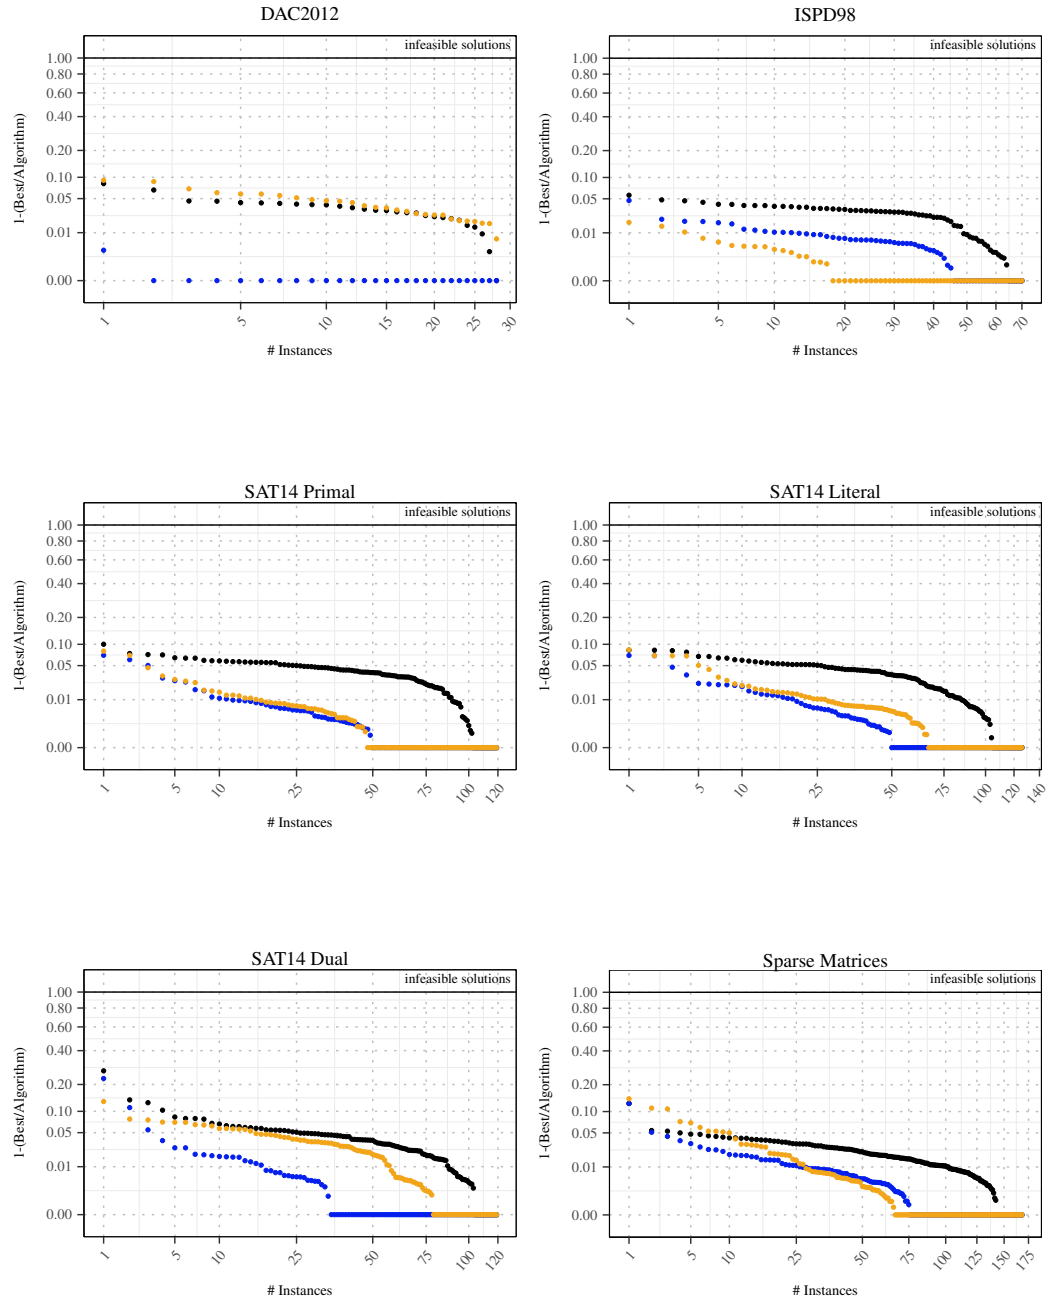 DAC2012
infeasible solutions
1.00
0.80
0.60
0.40
0.20
0.10
0.05
0.01
0.00
1-(Best/Algorithm)
1 5 10 15 20 25 30
# Instances
ISPD98
infeasible solutions
1.00
0.80
0.60
0.40
0.20
0.10
0.05
0.01
0.00
1-(Best/Algorithm)
1 5 10 20 30 40 50 60 70
# Instances
SAT14 Primal
infeasible solutions
1.00
0.80
0.60
0.40
0.20
0.10
0.05
0.01
0.00
1-(Best/Algorithm)
1 5 10 25 50 75 100 120
# Instances
SAT14 Literal
infeasible solutions
1.00
0.80
0.60
0.40
0.20
0.10
0.05
0.01
0.00
1-(Best/Algorithm)
1 5 10 25 50 75 100 120 140
# Instances
SAT14 Dual
infeasible solutions
1.00
0.80
0.60
0.40
0.20
0.10
0.05
0.01
0.00
1-(Best/Algorithm)
1 5 10 25 50 75 100 120
# Instances
Sparse Matrices
infeasible solutions
1.00
0.80
0.60
0.40
0.20
0.10
0.05
0.01
0.00
1-(Best/Algorithm)
1 5 10 25 50 75 100 125 150 175
# Instances